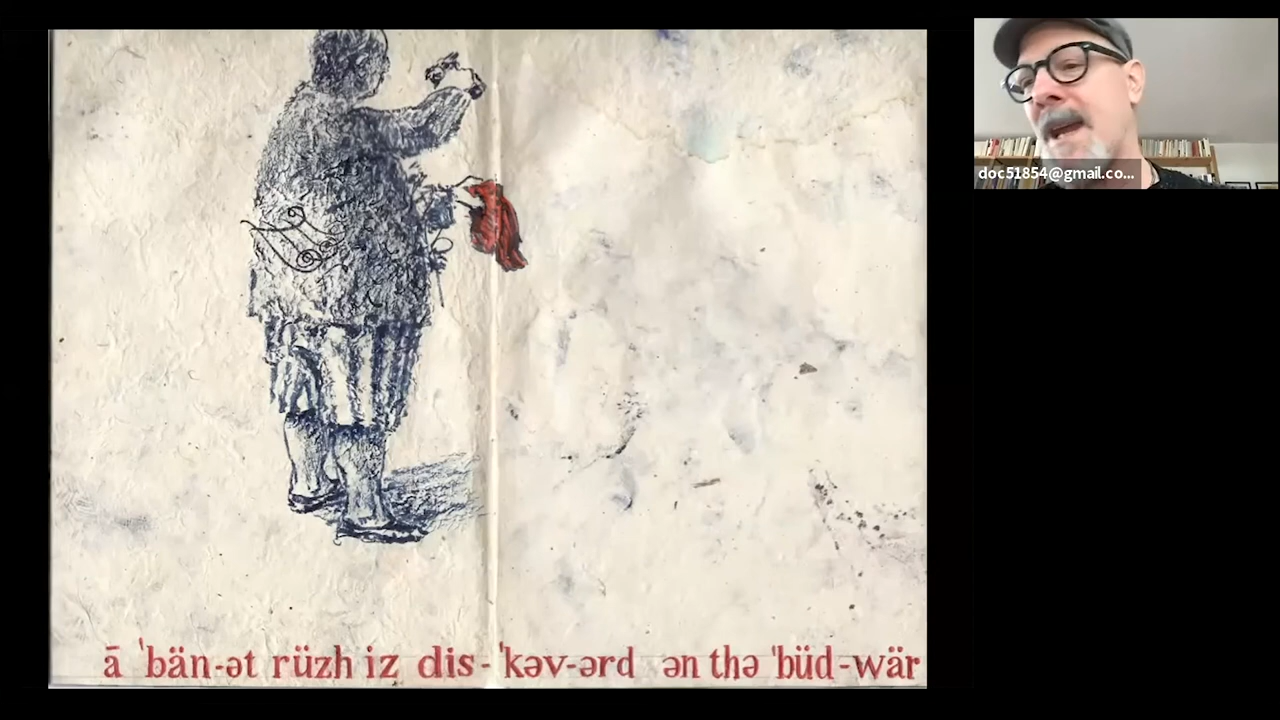 ā ˈbän-ət rüzh iz dis-ˈkəv-ərd ən thə ˈbüd-wär
doc51854@gmail.co...